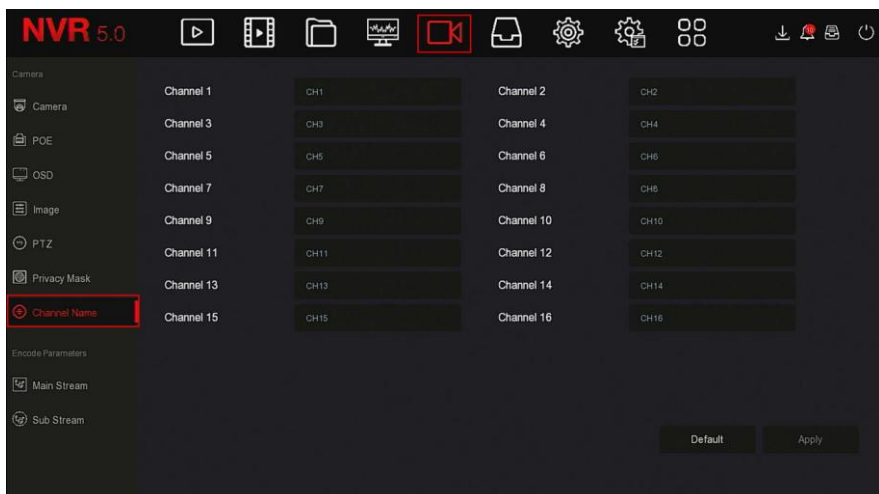 NVR 5.0
Camera
Camera
POE
OSD
Image
PTZ
Privacy Mask
Channel Name
Encode Parameters
Main Stream
Sub Stream
Channel 1 CH1 Channel 2 CH2
Channel 3 CH3 Channel 4 CH4
Channel 5 CH5 Channel 6 CH6
Channel 7 CH7 Channel 8 CH8
Channel 9 CH9 Channel 10 CH10
Channel 11 CH11 Channel 12 CH12
Channel 13 CH13 Channel 14 CH14
Channel 15 CH15 Channel 16 CH16
Default Apply